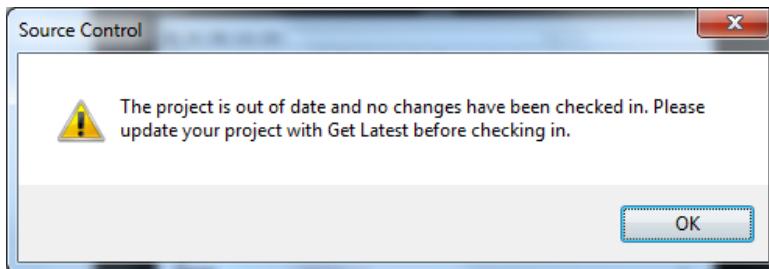 Source Control
The project is out of date and no changes have been checked in. Please
update your project with Get Latest before checking in.
OK